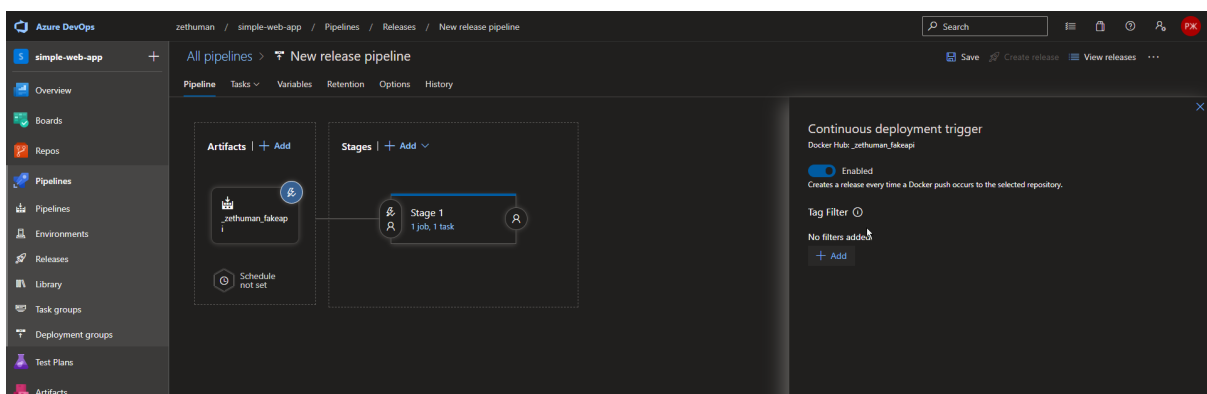 Azure DevOps
zethuman / simple-web-app / Pipelines / Releases / New release pipeline
Search
РЖ
S simple-web-app
All pipelines > New release pipeline
Save Create release View releases ...
Pipeline Tasks Variables Retention Options History
Overview
Boards
Repos
Pipelines
Pipelines
Environments
Releases
Library
Task groups
Deployment groups
Test Plans
Artifacts
Artifacts | + Add
Stages | + Add
_zethuman_fakeap
i
Stage 1
1 job, 1 task
Schedule
not set
Continuous deployment trigger
Docker Hub: _zethuman_fakeapi
Enabled
Creates a release every time a Docker push occurs to the selected repository.
Tag Filter
No filters added
+ Add